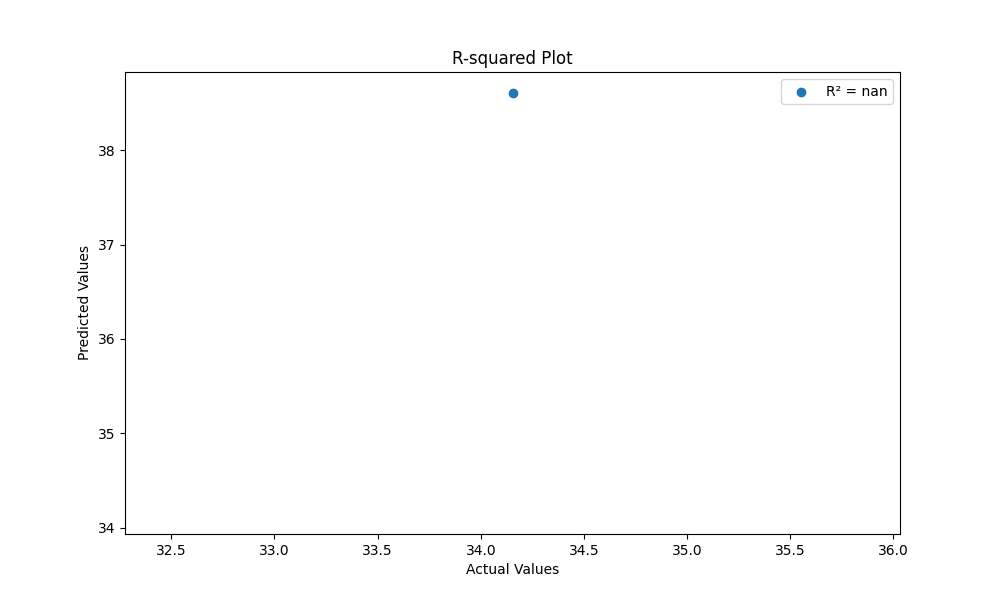 R-squared Plot
R² = nan
38
37
36
35
34
Predicted Values
32.5 33.0 33.5 34.0 34.5 35.0 35.5 36.0
Actual Values